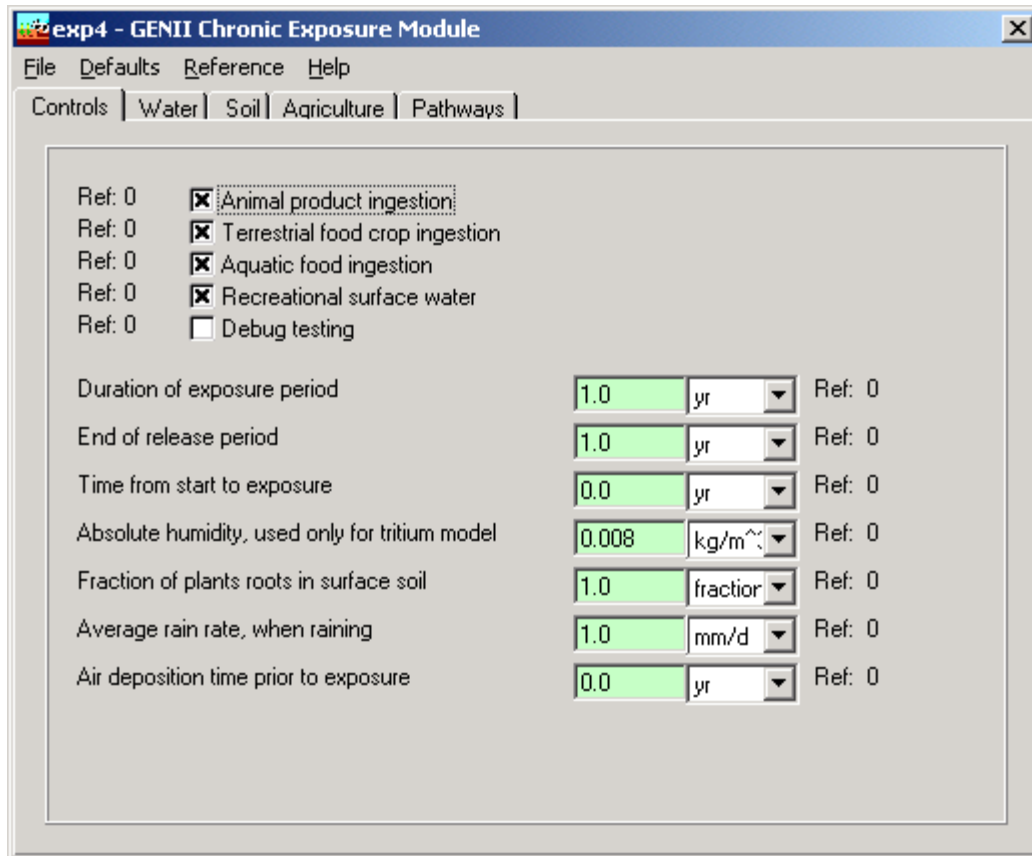 exp4 - GENII Chronic Exposure Module
File Defaults Reference Help
Controls Water Soil Agriculture Pathways
Ref: 0 Animal product ingestion
Ref: 0 Terrestrial food crop ingestion
Ref: 0 Aquatic food ingestion
Ref: 0 Recreational surface water
Ref: 0 Debug testing
Duration of exposure period 1.0 yr Ref: 0
End of release period 1.0 yr Ref: 0
Time from start to exposure 0.0 yr Ref: 0
Absolute humidity, used only for tritium model 0.008 kg/m^ Ref: 0
Fraction of plants roots in surface soil 1.0 fraction Ref: 0
Average rain rate, when raining 1.0 mm/d Ref: 0
Air deposition time prior to exposure 0.0 yr Ref: 0